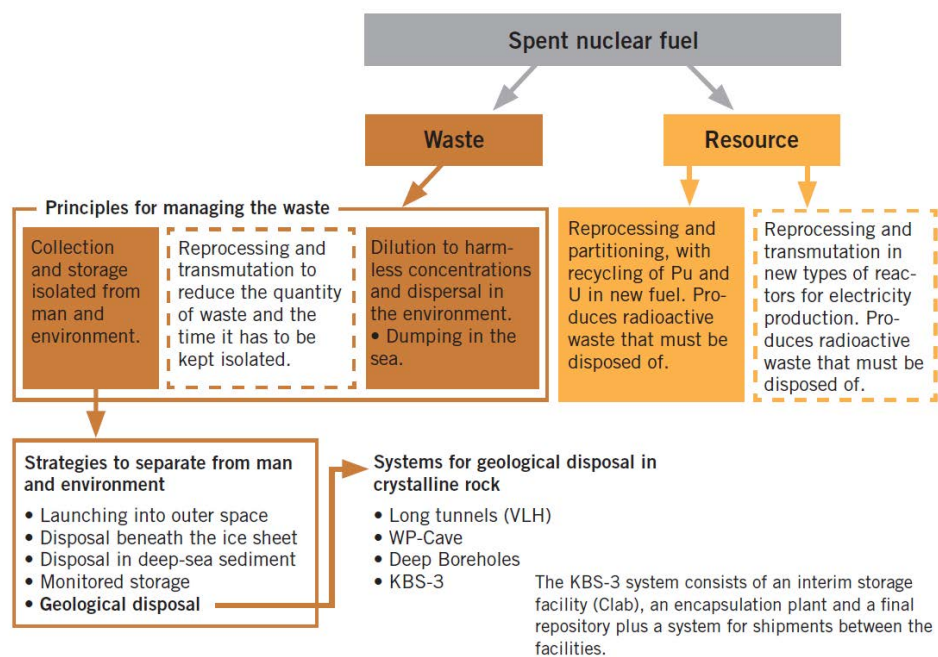 Spent nuclear fuel
Waste
Resource
Principles for managing the waste
Collection
and storage
isolated from
man and
environment.
Reprocessing and
transmutation to
reduce the quantity
of waste and the
time it has to be
kept isolated.
Dilution to harm-
less concentrations
and dispersal in
the environment.
• Dumping in the
sea.
Reprocessing and
partitioning, with
recycling of Pu and
U in new fuel. Pro-
duces radioactive
waste that must be
disposed of.
Reprocessing and
transmutation in
new types of reac-
tors for electricity
production. Pro-
duces radioactive
waste that must be
disposed of.
Strategies to separate from man
and environment
• Launching into outer space
• Disposal beneath the ice sheet
• Disposal in deep-sea sediment
• Monitored storage
• Geological disposal
Systems for geological disposal in
crystalline rock
• Long tunnels (VLH)
• WP-Cave
• Deep Boreholes
• KBS-3
The KBS-3 system consists of an interim storage
facility (Clab), an encapsulation plant and a final
repository plus a system for shipments between the
facilities.